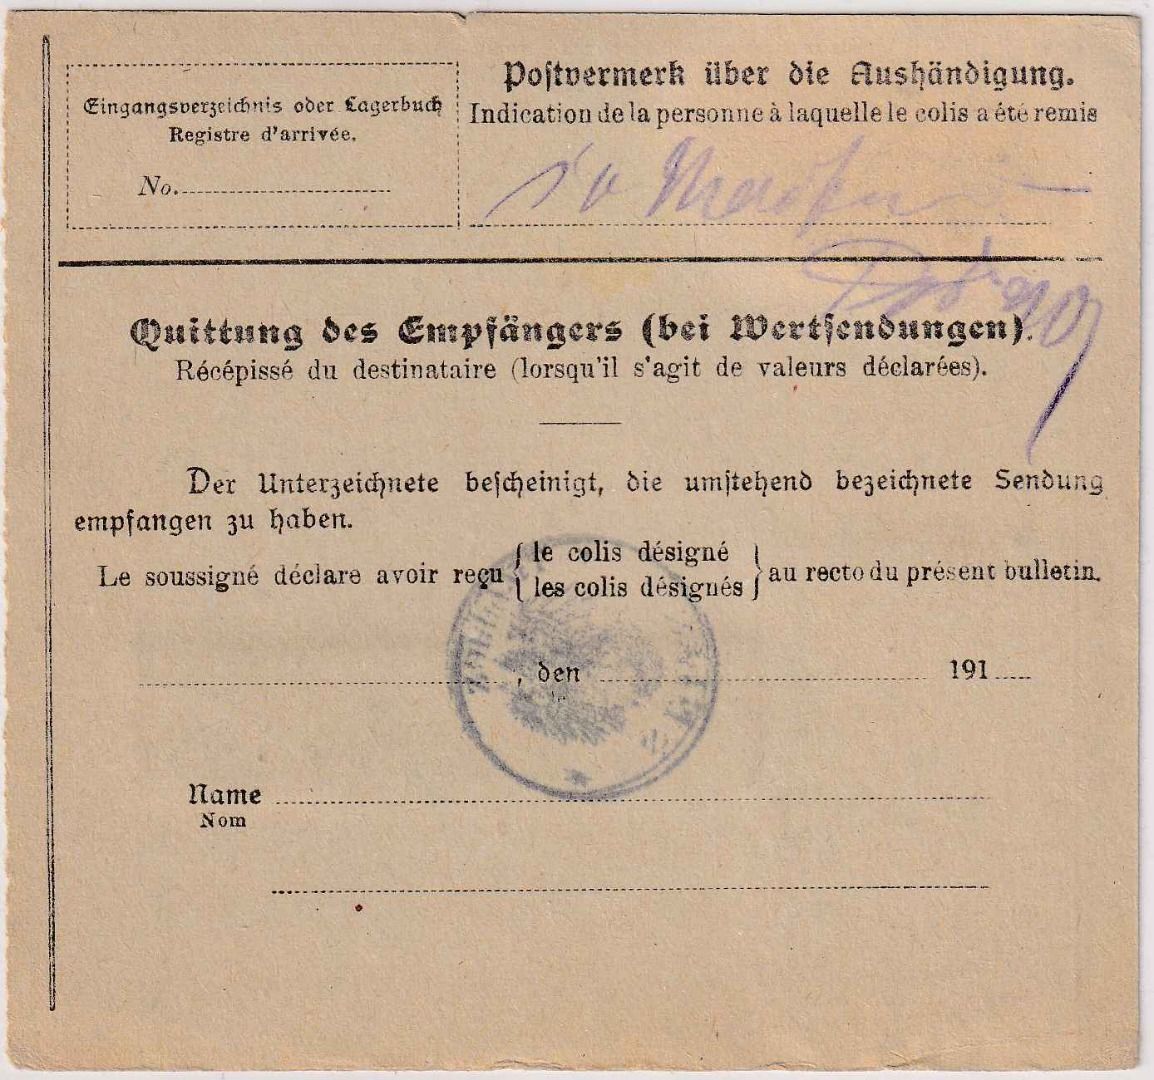 Eingangsverzeichnis oder Lagerbuch
Registre d'arrivée.
No.
Postvermerk über die Aushändigung.
Indication de la personne à laquelle le colis a été remis
Quittung des Empfängers (bei Wertsendungen).
Récépissé du destinataire (lorsqu'il s'agit de valeurs déclarées).
Der Unterzeichnete bescheinigt, die umstehend bezeichnete Sendung
empfangen zu haben.
Le soussigné déclare avoir reçu { le colis désigné } au recto du présent bulletin.
{ les colis désignés }
, den 191
Name
Nom